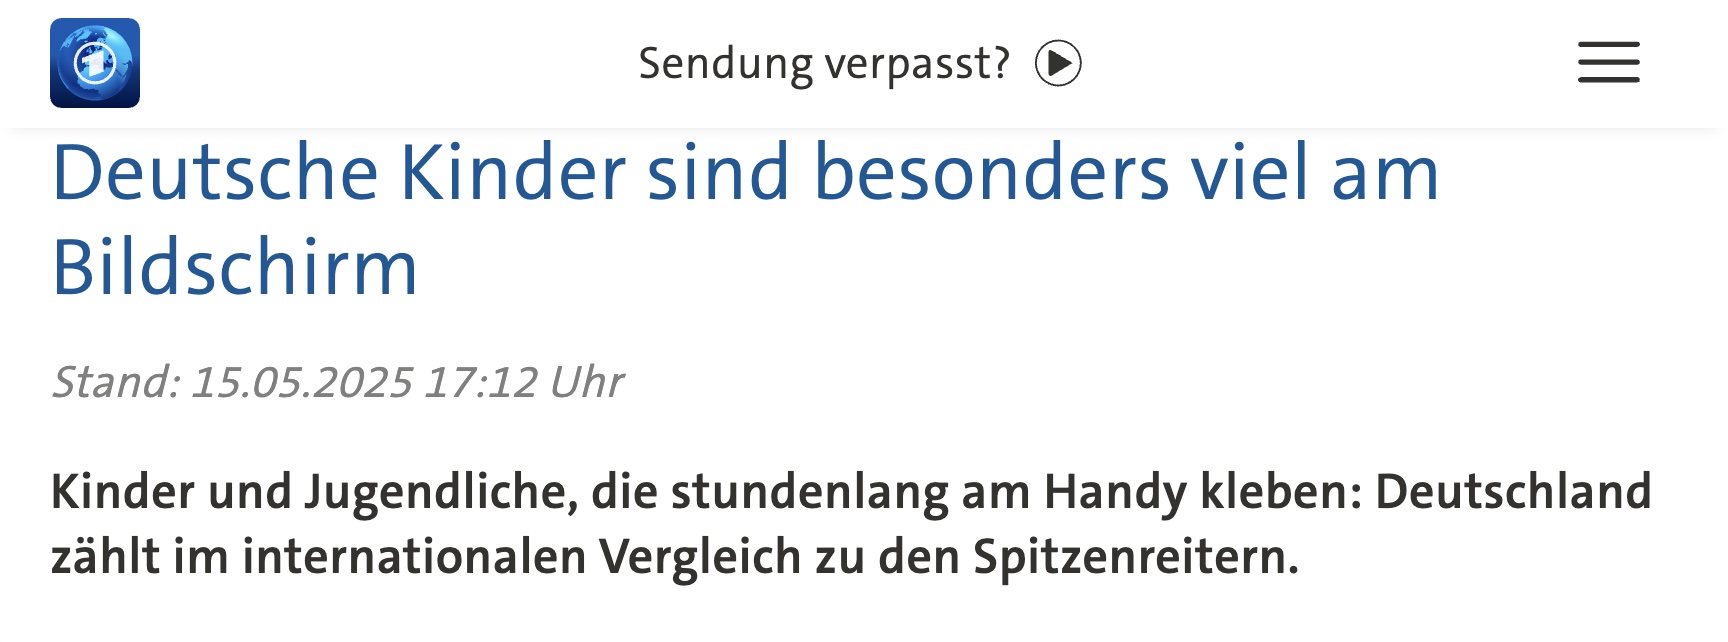 Sendung verpasst?
Deutsche Kinder sind besonders viel am
Bildschirm
Stand: 15.05.2025 17:12 Uhr
Kinder und Jugendliche, die stundenlang am Handy kleben: Deutschland
zählt im internationalen Vergleich zu den Spitzenreitern.